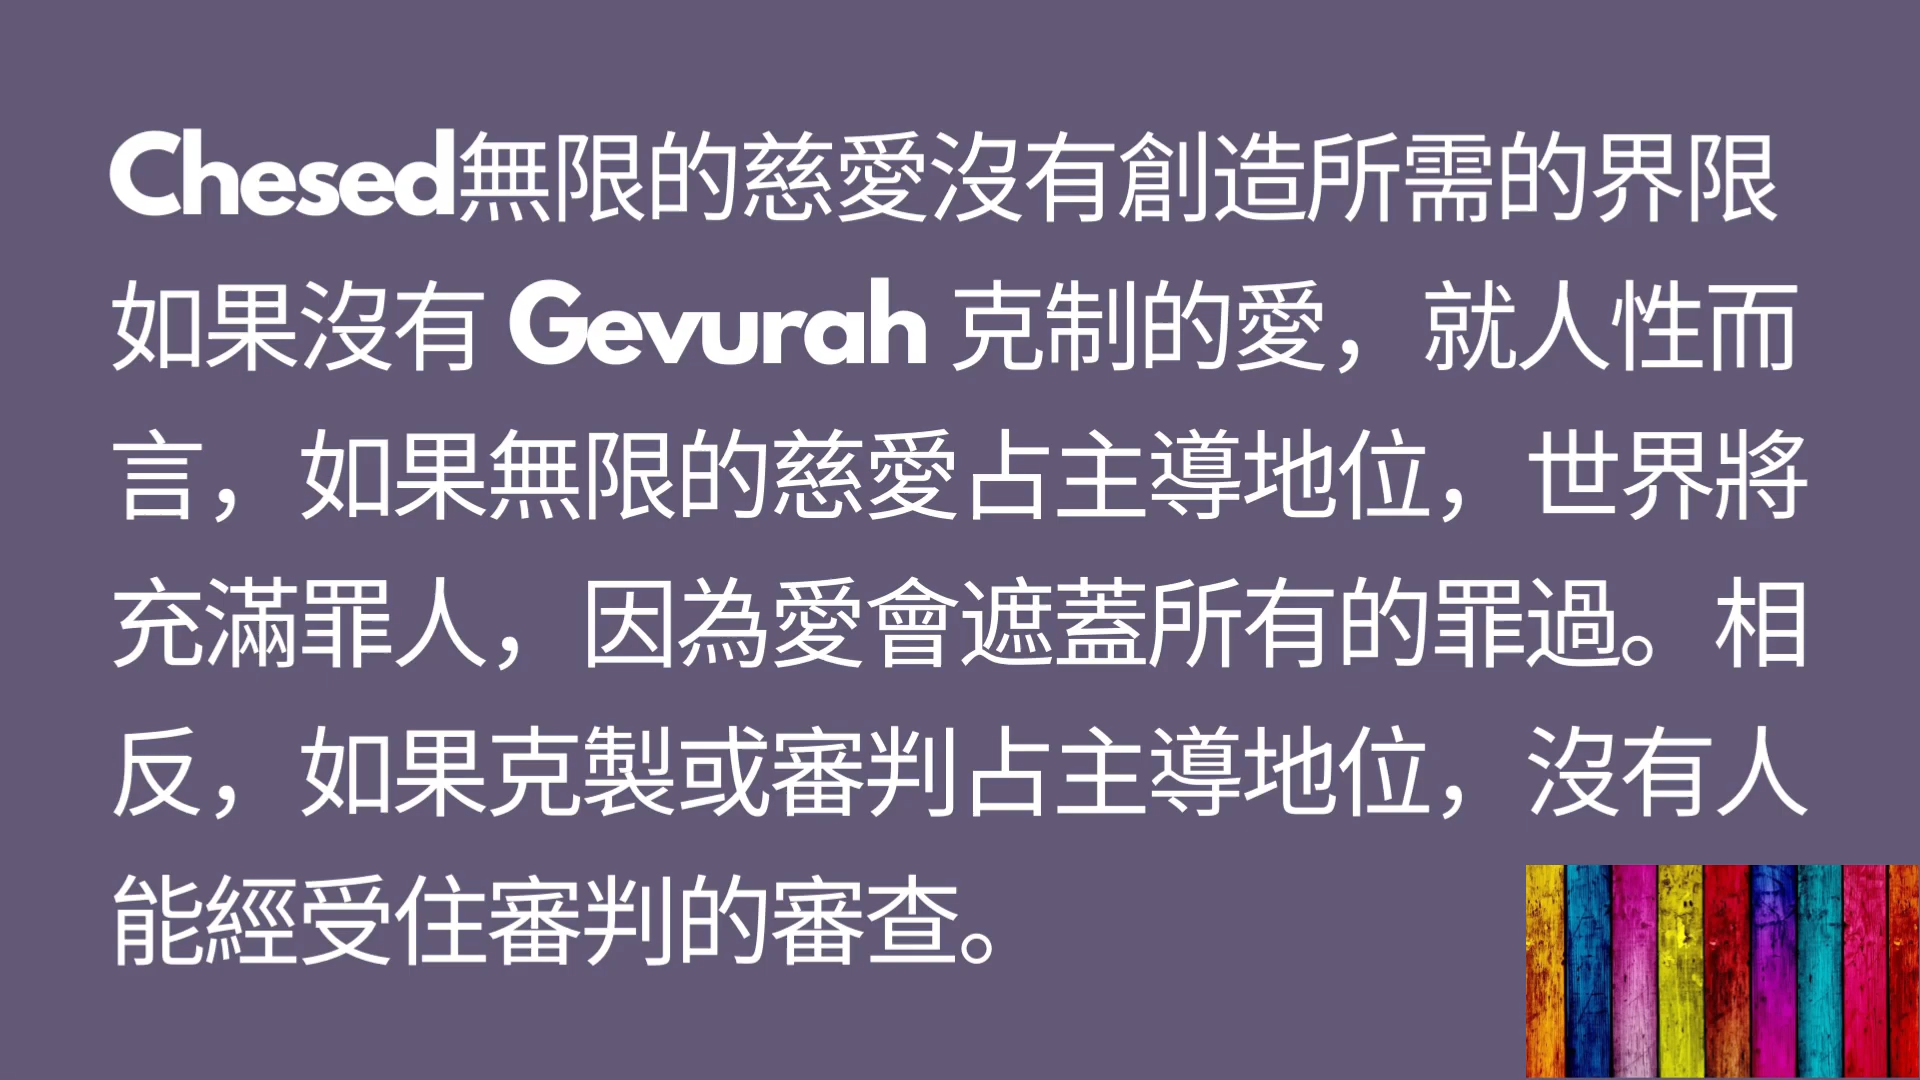 Chesed無限的慈愛沒有創造所需的界限
如果沒有 Gevurah 克制的愛，就人性而
言，如果無限的慈愛占主導地位，世界將
充滿罪人，因為愛會遮蓋所有的罪過。相
反，如果克製或審判占主導地位，沒有人
能經受住審判的審查。